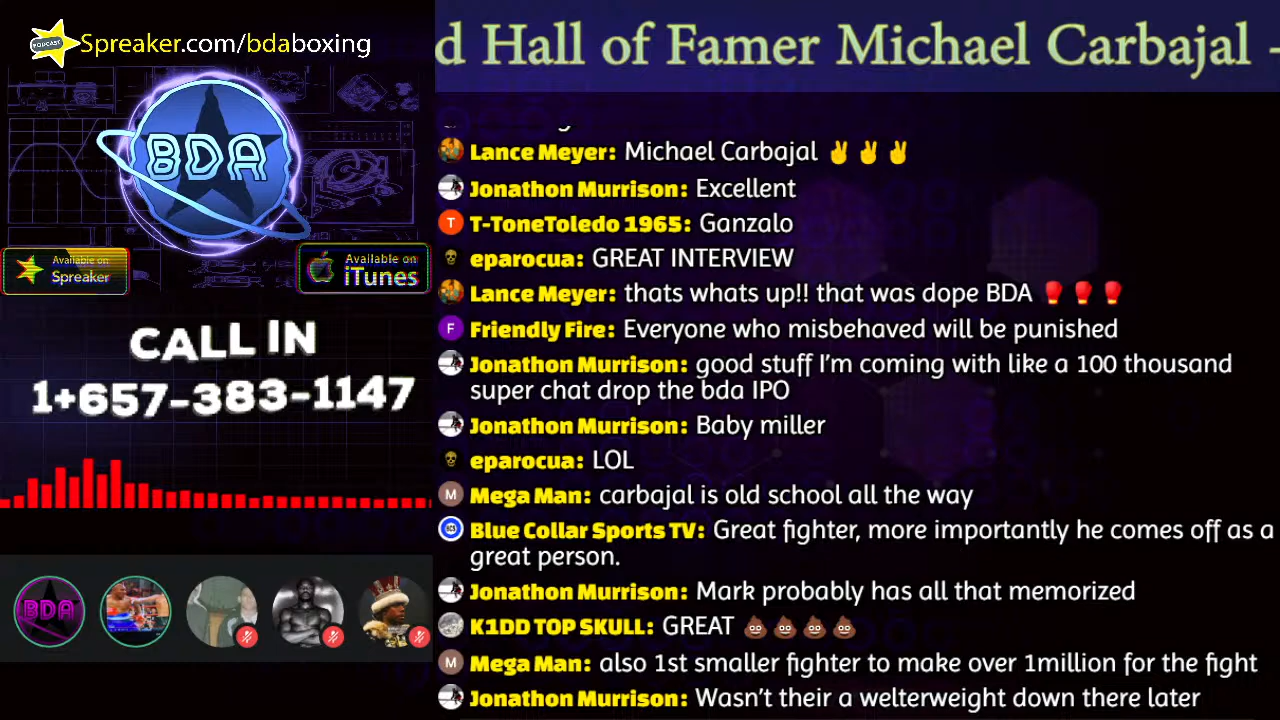 PODCAST
Spreaker.com/bdaboxing
BDA
Available on
Spreaker
Available on
iTunes
CALL IN
1+657-383-1147
BDA
d Hall of Famer Michael Carbajal -
Lance Meyer: Michael Carbajal ✌✌✌
Jonathon Murrison: Excellent
T T-ToneToledo 1965: Ganzalo
eparocua: GREAT INTERVIEW
Lance Meyer: thats whats up!! that was dope BDA 🥊🥊🥊
F Friendly Fire: Everyone who misbehaved will be punished
Jonathon Murrison: good stuff I'm coming with like a 100 thousand
super chat drop the bda IPO
Jonathon Murrison: Baby miller
eparocua: LOL
M Mega Man: carbajal is old school all the way
BCS Blue Collar Sports TV: Great fighter, more importantly he comes off as a
great person.
Jonathon Murrison: Mark probably has all that memorized
K1DD TOP SKULL: GREAT 💩💩💩💩
M Mega Man: also 1st smaller fighter to make over 1million for the fight
Jonathon Murrison: Wasn't their a welterweight down there later